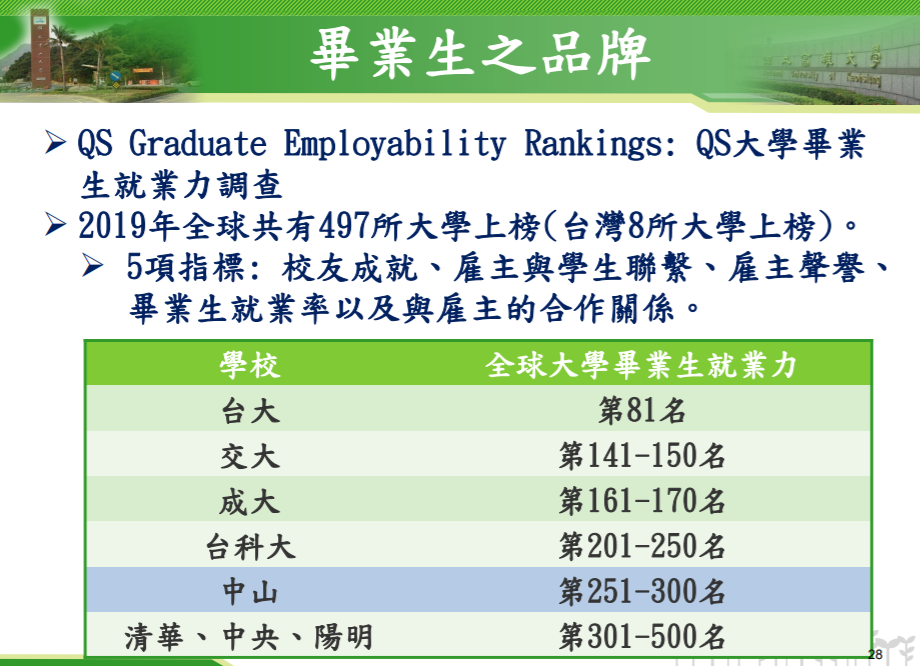 畢業生之品牌
➢ QS Graduate Employability Rankings: QS大學畢業
生就業力調查
➢ 2019年全球共有497所大學上榜(台灣8所大學上榜)。
➢ 5項指標: 校友成就、雇主與學生聯繫、雇主聲譽、
畢業生就業率以及與雇主的合作關係。
學校 全球大學畢業生就業力
台大 第81名
交大 第141-150名
成大 第161-170名
台科大 第201-250名
中山 第251-300名
清華、中央、陽明 第301-500名
28